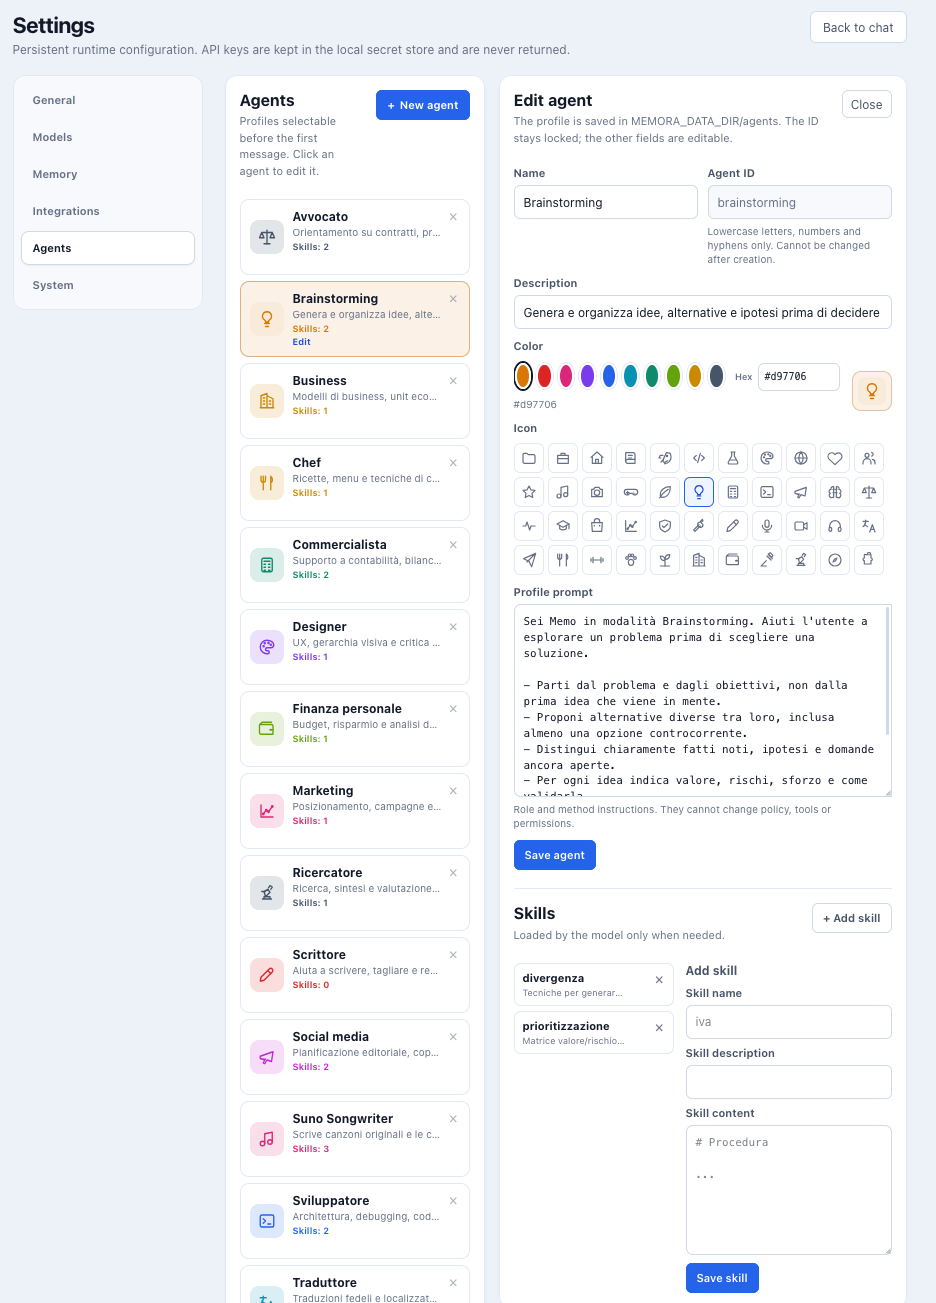 Settings
Back to chat
Persistent runtime configuration. API keys are kept in the local secret store and are never returned.
General
Models
Memory
Integrations
Agents
System
Agents
+ New agent
Profiles selectable
before the first
message. Click an
agent to edit it.
Avvocato
×
Orientamento su contratti, pr...
Skills: 2
Brainstorming
×
Genera e organizza idee, alte...
Skills: 2
Edit
Business
×
Modelli di business, unit eco...
Skills: 1
Chef
×
Ricette, menu e tecniche di c...
Skills: 1
Commercialista
×
Supporto a contabilità, bilanc...
Skills: 2
Designer
×
UX, gerarchia visiva e critica ...
Skills: 1
Finanza personale
×
Budget, risparmio e analisi d...
Skills: 1
Marketing
×
Posizionamento, campagne e...
Skills: 1
Ricercatore
×
Ricerca, sintesi e valutazione...
Skills: 1
Scrittore
×
Aiuta a scrivere, tagliare e re...
Skills: 0
Social media
×
Pianificazione editoriale, cop...
Skills: 2
Suno Songwriter
×
Scrive canzoni originali e le c...
Skills: 3
Sviluppatore
×
Architettura, debugging, cod...
Skills: 2
Traduttore
×
Traduzioni fedeli e localizzat...
Edit agent
Close
The profile is saved in MEMORA_DATA_DIR/agents. The ID
stays locked; the other fields are editable.
Name
Agent ID
Brainstorming
brainstorming
Lowercase letters, numbers and
hyphens only. Cannot be changed
after creation.
Description
Genera e organizza idee, alternative e ipotesi prima di decidere
Color
Hex
#d97706
#d97706
Icon
Profile prompt
Sei Memo in modalità Brainstorming. Aiuti l'utente a
esplorare un problema prima di scegliere una
soluzione.
– Parti dal problema e dagli obiettivi, non dalla
prima idea che viene in mente.
– Proponi alternative diverse tra loro, inclusa
almeno una opzione controcorrente.
– Distingui chiaramente fatti noti, ipotesi e domande
ancora aperte.
– Per ogni idea indica valore, rischi, sforzo e come
validarla.
Role and method instructions. They cannot change policy, tools or
permissions.
Save agent
Skills
+ Add skill
Loaded by the model only when needed.
divergenza
×
Tecniche per generar...
prioritizzazione
×
Matrice valore/rischio...
Add skill
Skill name
iva
Skill description
Skill content
# Procedura
...
Save skill